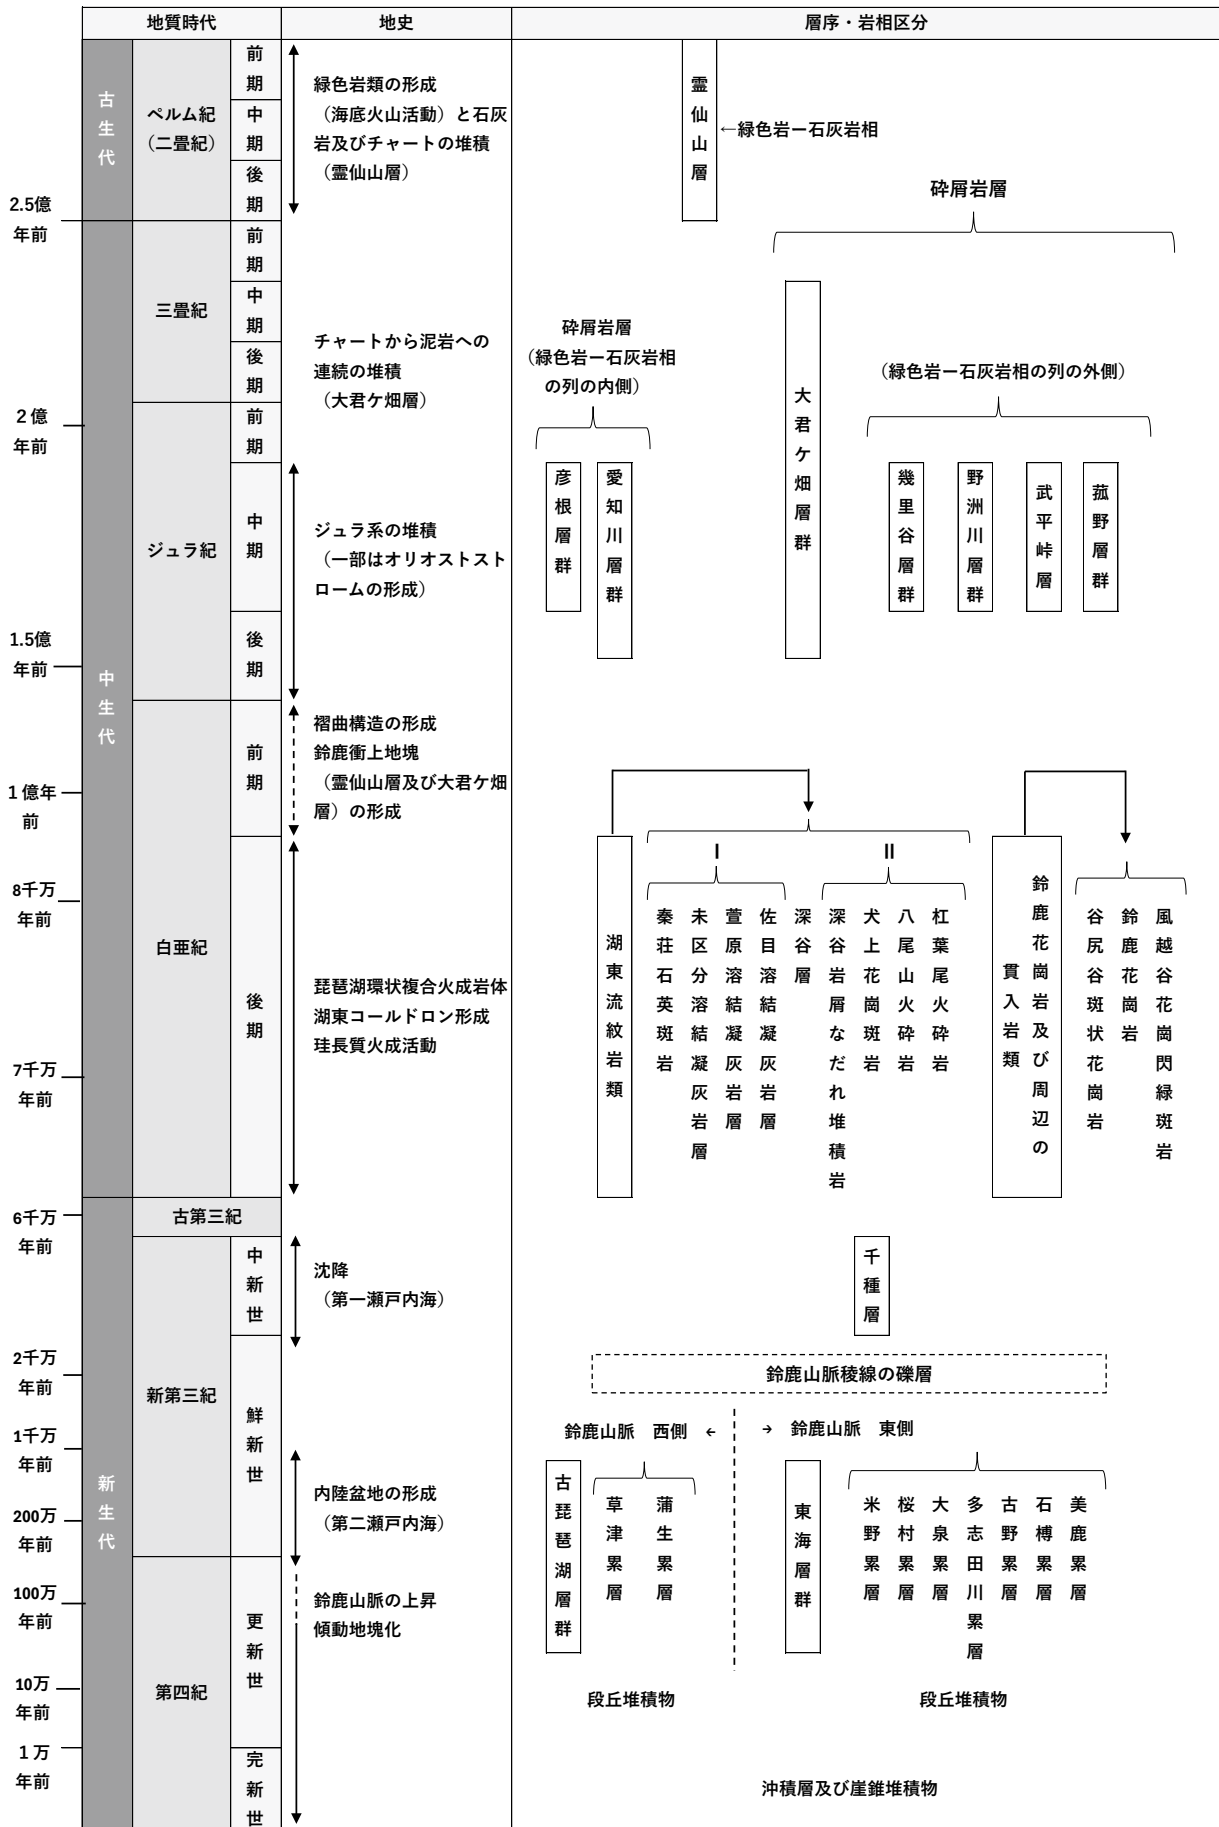 地質時代
地史
層序・岩相区分
古生代
ペルム紀
（二畳紀）
前期
中期
後期
緑色岩類の形成
（海底火山活動）と石灰
岩及びチャートの堆積
（霊仙山層）
霊仙山層
←緑色岩ー石灰岩相
砕屑岩層
2.5億
年前
中生代
三畳紀
前期
中期
後期
チャートから泥岩への
連続の堆積
（大君ケ畑層）
砕屑岩層
（緑色岩ー石灰岩相
の列の内側）
大君ケ畑層群
（緑色岩ー石灰岩相の列の外側）
2億
年前
ジュラ紀
前期
中期
後期
ジュラ系の堆積
（一部はオリオストスト
ロームの形成）
彦根層群
愛知川層群
幾里谷層群
野洲川層群
武平峠層
菰野層群
1.5億
年前
白亜紀
前期
後期
褶曲構造の形成
鈴鹿衝上地塊
（霊仙山層及び大君ケ畑
層）の形成
1億年
前
8千万
年前
7千万
年前
琵琶湖環状複合火成岩体
湖東コールドロン形成
珪長質火成活動
湖東流紋岩類
I
II
秦荘石英斑岩
未区分溶結凝灰岩層
萱原溶結凝灰岩層
佐目溶結凝灰岩層
深谷層
深谷岩屑なだれ堆積岩
犬上花崗斑岩
八尾山火砕岩
杠葉尾火砕岩
鈴鹿花崗岩及び周辺の
貫入岩類
谷尻谷斑状花崗岩
鈴鹿花崗岩
風越谷花崗閃緑斑岩
6千万
年前
新生代
古第三紀
新第三紀
中新世
鮮新世
沈降
（第一瀬戸内海）
千種層
2千万
年前
鈴鹿山脈稜線の礫層
1千万
年前
鈴鹿山脈 西側 ←
→ 鈴鹿山脈 東側
内陸盆地の形成
（第二瀬戸内海）
古琵琶湖層群
草津累層
蒲生累層
東海層群
米野累層
桜村累層
大泉累層
多志田川累層
古野累層
石榑累層
美鹿累層
200万
年前
第四紀
更新世
完新世
100万
年前
鈴鹿山脈の上昇
傾動地塊化
10万
年前
段丘堆積物
段丘堆積物
1万
年前
沖積層及び崖錐堆積物